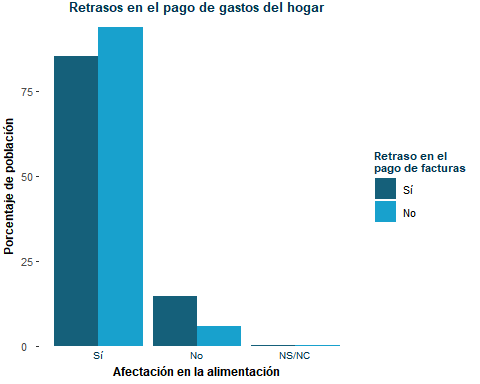 Retrasos en el pago de gastos del hogar
Porcentaje de población
75
50
25
0
Sí
No
NS/NC
Afectación en la alimentación
Retraso en el
pago de facturas
Sí
No